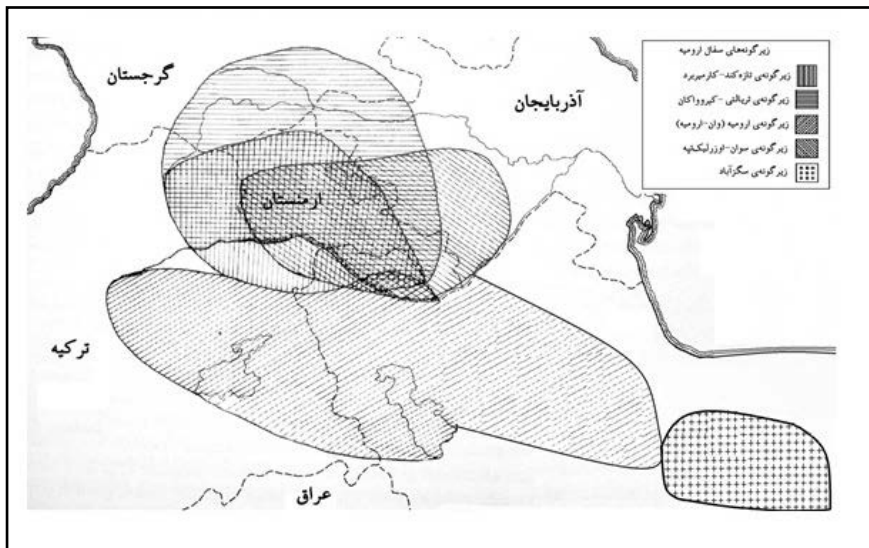 گرجستان
آذربایجان
ارمنستان
ترکیه
عراق
زیرگونه‌های سفال ارومیه
زیرگونه‌ی تازه‌کند-کارمیربرد
زیرگونه‌ی تریالتی -کیرواکان
زیرگونه‌ی ارومیه (وان-ارومیه)
زیرگونه‌ی سوان-اوزرلیک‌تپه
زیرگونه‌ی سگزآباد